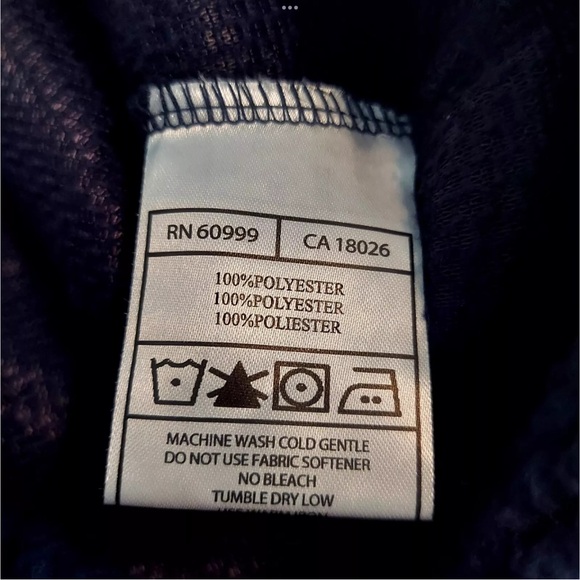 RN 60999 CA 18026
100%POLYESTER
100%POLYESTER
100%POLIESTER
MACHINE WASH COLD GENTLE
DO NOT USE FABRIC SOFTENER
NO BLEACH
TUMBLE DRY LOW